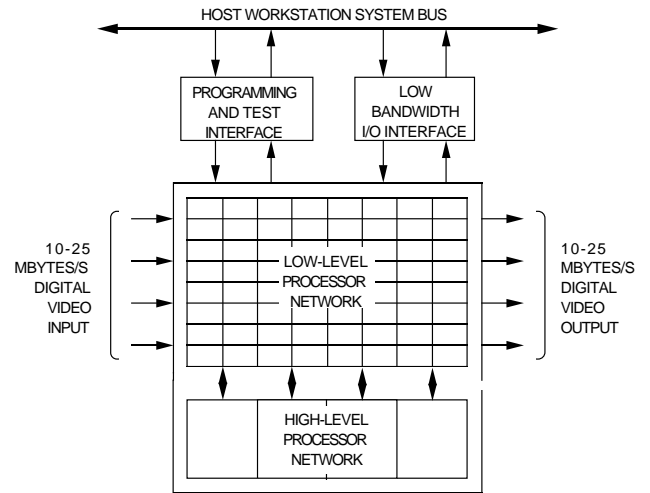 HOST WORKSTATION SYSTEM BUS
PROGRAMMING
AND TEST
INTERFACE
LOW
BANDWIDTH
I/O INTERFACE
10-25
MBYTES/S
DIGITAL
VIDEO
INPUT
LOW-LEVEL
PROCESSOR
NETWORK
10-25
MBYTES/S
DIGITAL
VIDEO
OUTPUT
HIGH-LEVEL
PROCESSOR
NETWORK